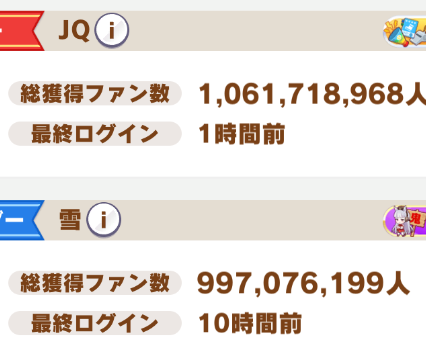 JQ i
総獲得ファン数 1,061,718,968人
最終ログイン 1時間前
雪 i
総獲得ファン数 997,076,199人
最終ログイン 10時間前